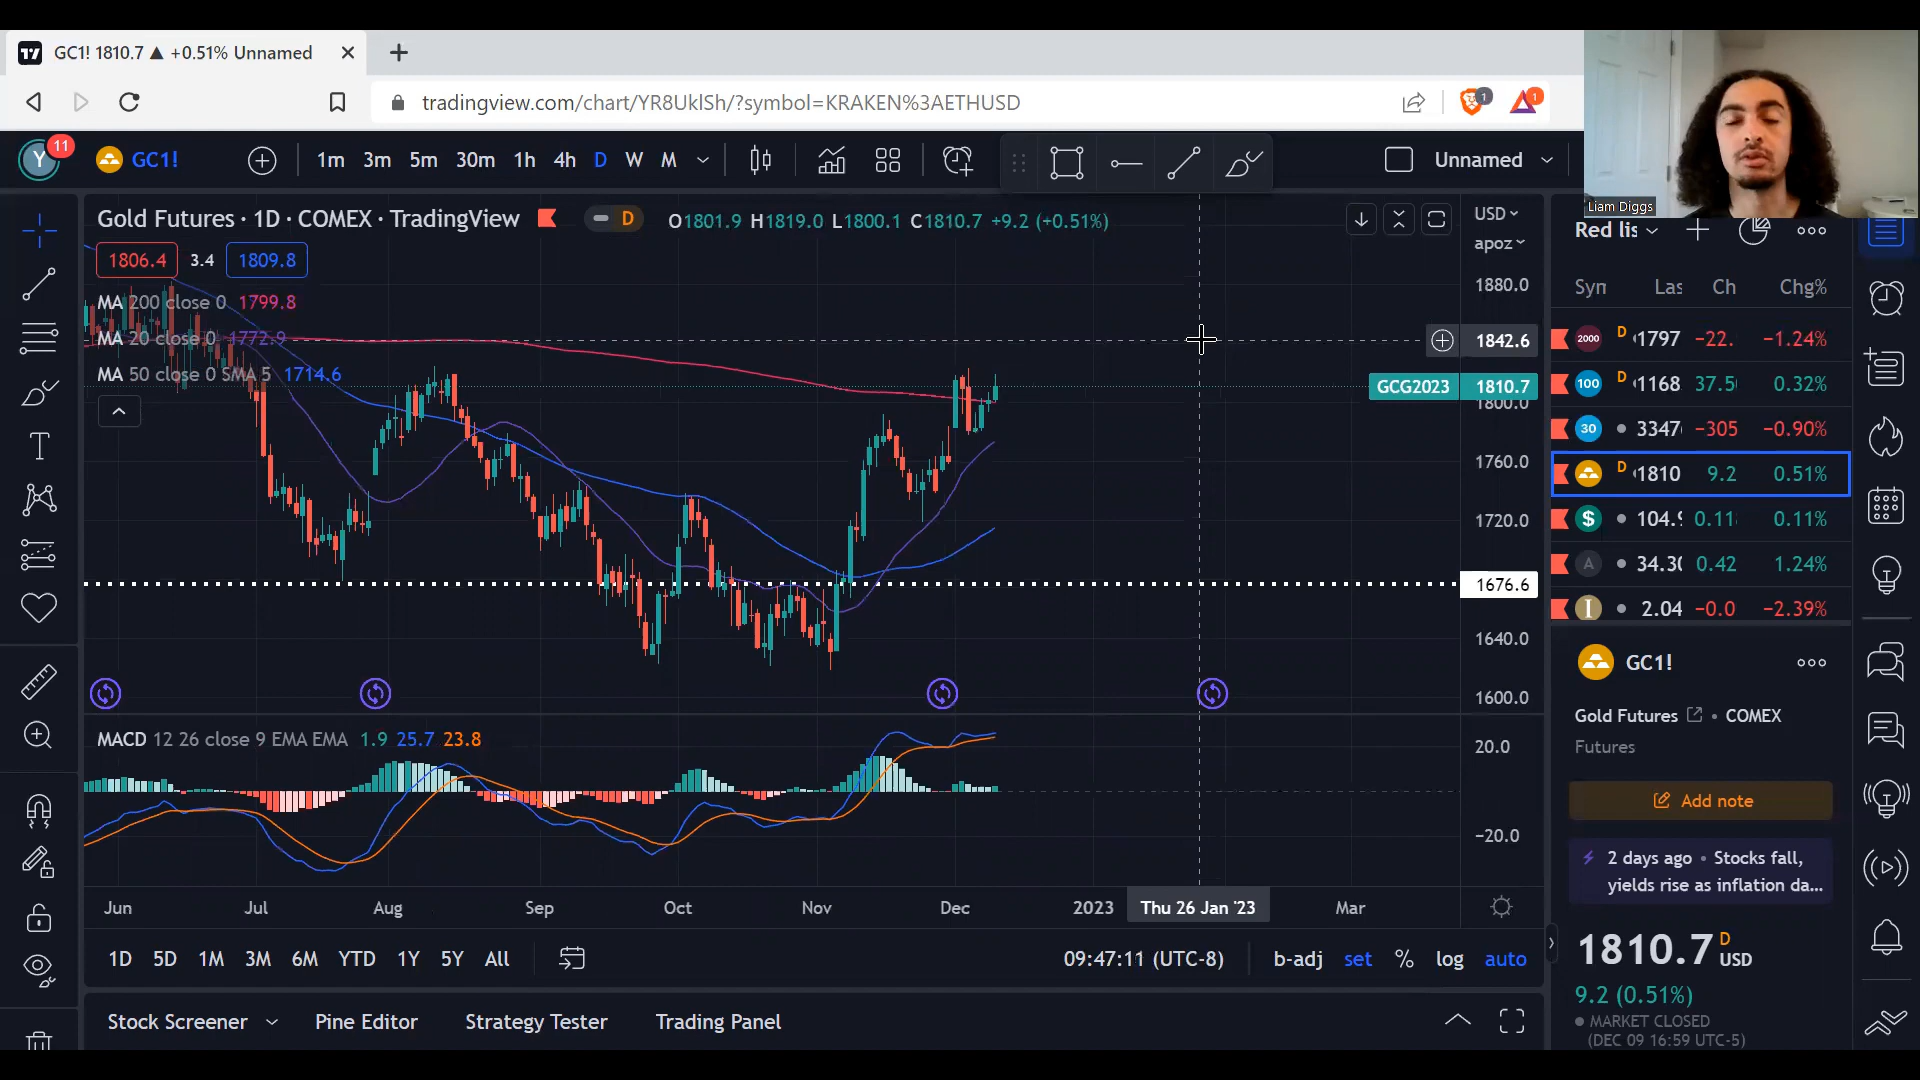 GC1! 1810.7 ▲ +0.51% Unnamed
tradingview.com/chart/YR8UklSh/?symbol=KRAKEN%3AETHUSD
1
1
Liam Diggs
Y 11
GC1!
1m 3m 5m 30m 1h 4h D W M
Unnamed
Gold Futures · 1D · COMEX · TradingView
D
O1801.9 H1819.0 L1800.1 C1810.7 +9.2 (+0.51%)
1806.4 3.4 1809.8
MA 200 close 0 1799.8
MA 20 close 0 1772.9
MA 50 close 0 SMA 5 1714.6
USD
apoz
1880.0
1842.6
GCG2023 1810.7
1800.0
1760.0
1720.0
1676.6
1640.0
1600.0
MACD 12 26 close 9 EMA EMA 1.9 25.7 23.8
20.0
−20.0
Jun Jul Aug Sep Oct Nov Dec 2023 Thu 26 Jan '23 Mar
1D 5D 1M 3M 6M YTD 1Y 5Y All
09:47:11 (UTC-8) b-adj set % log auto
Stock Screener Pine Editor Strategy Tester Trading Panel
Red lis
Las Ch Chg%
2000 D 1797 −22. −1.24%
100 D 1168 37.5 0.32%
30 3347 −305 −0.90%
D 1810 9.2 0.51%
$ 104.9 0.11 0.11%
A 34.30 0.42 1.24%
I 2.04 −0.0 −2.39%
GC1!
Gold Futures • COMEX
Futures
Add note
2 days ago • Stocks fall,
yields rise as inflation da...
1810.7 D USD
9.2 (0.51%)
MARKET CLOSED
(DEC 09 16:59 UTC-5)